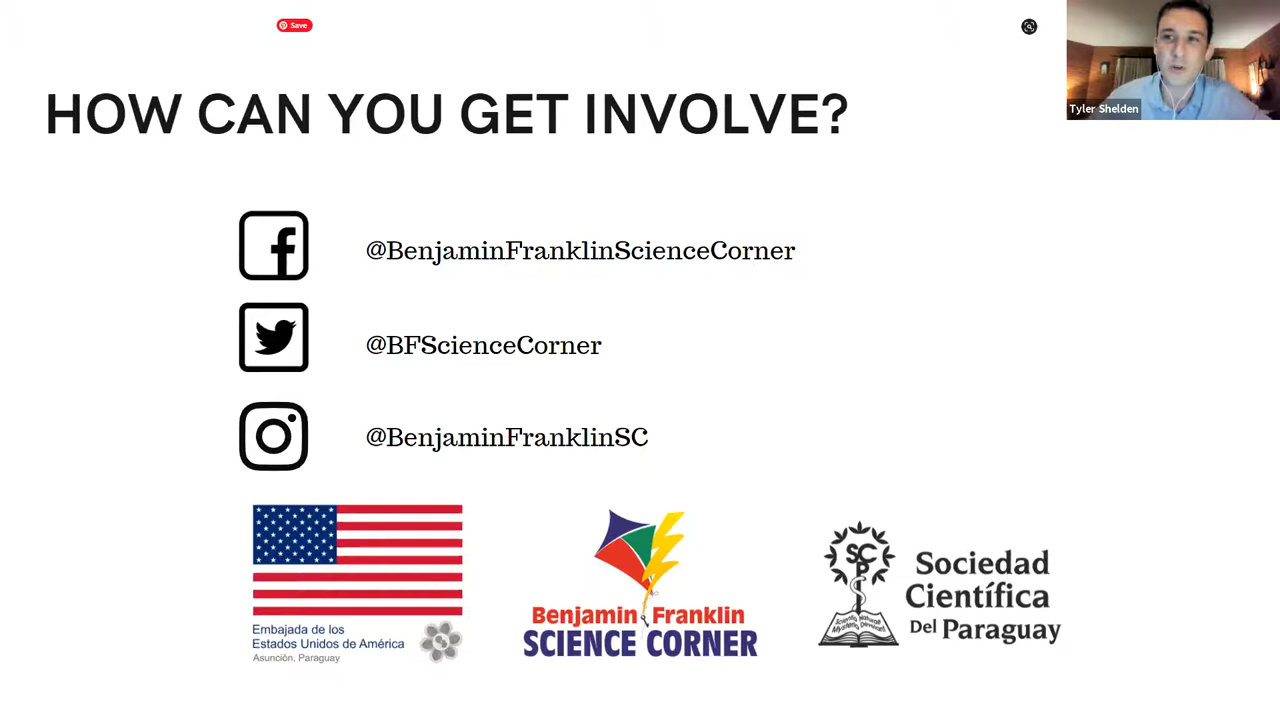 Save
Tyler Shelden
HOW CAN YOU GET INVOLVE?
@BenjaminFranklinScienceCorner
@BFScienceCorner
@BenjaminFranklinSC
Embajada de los
Estados Unidos de América
Asunción, Paraguay
Benjamin Franklin
SCIENCE CORNER
SCP
Sociedad
Científica
Del Paraguay